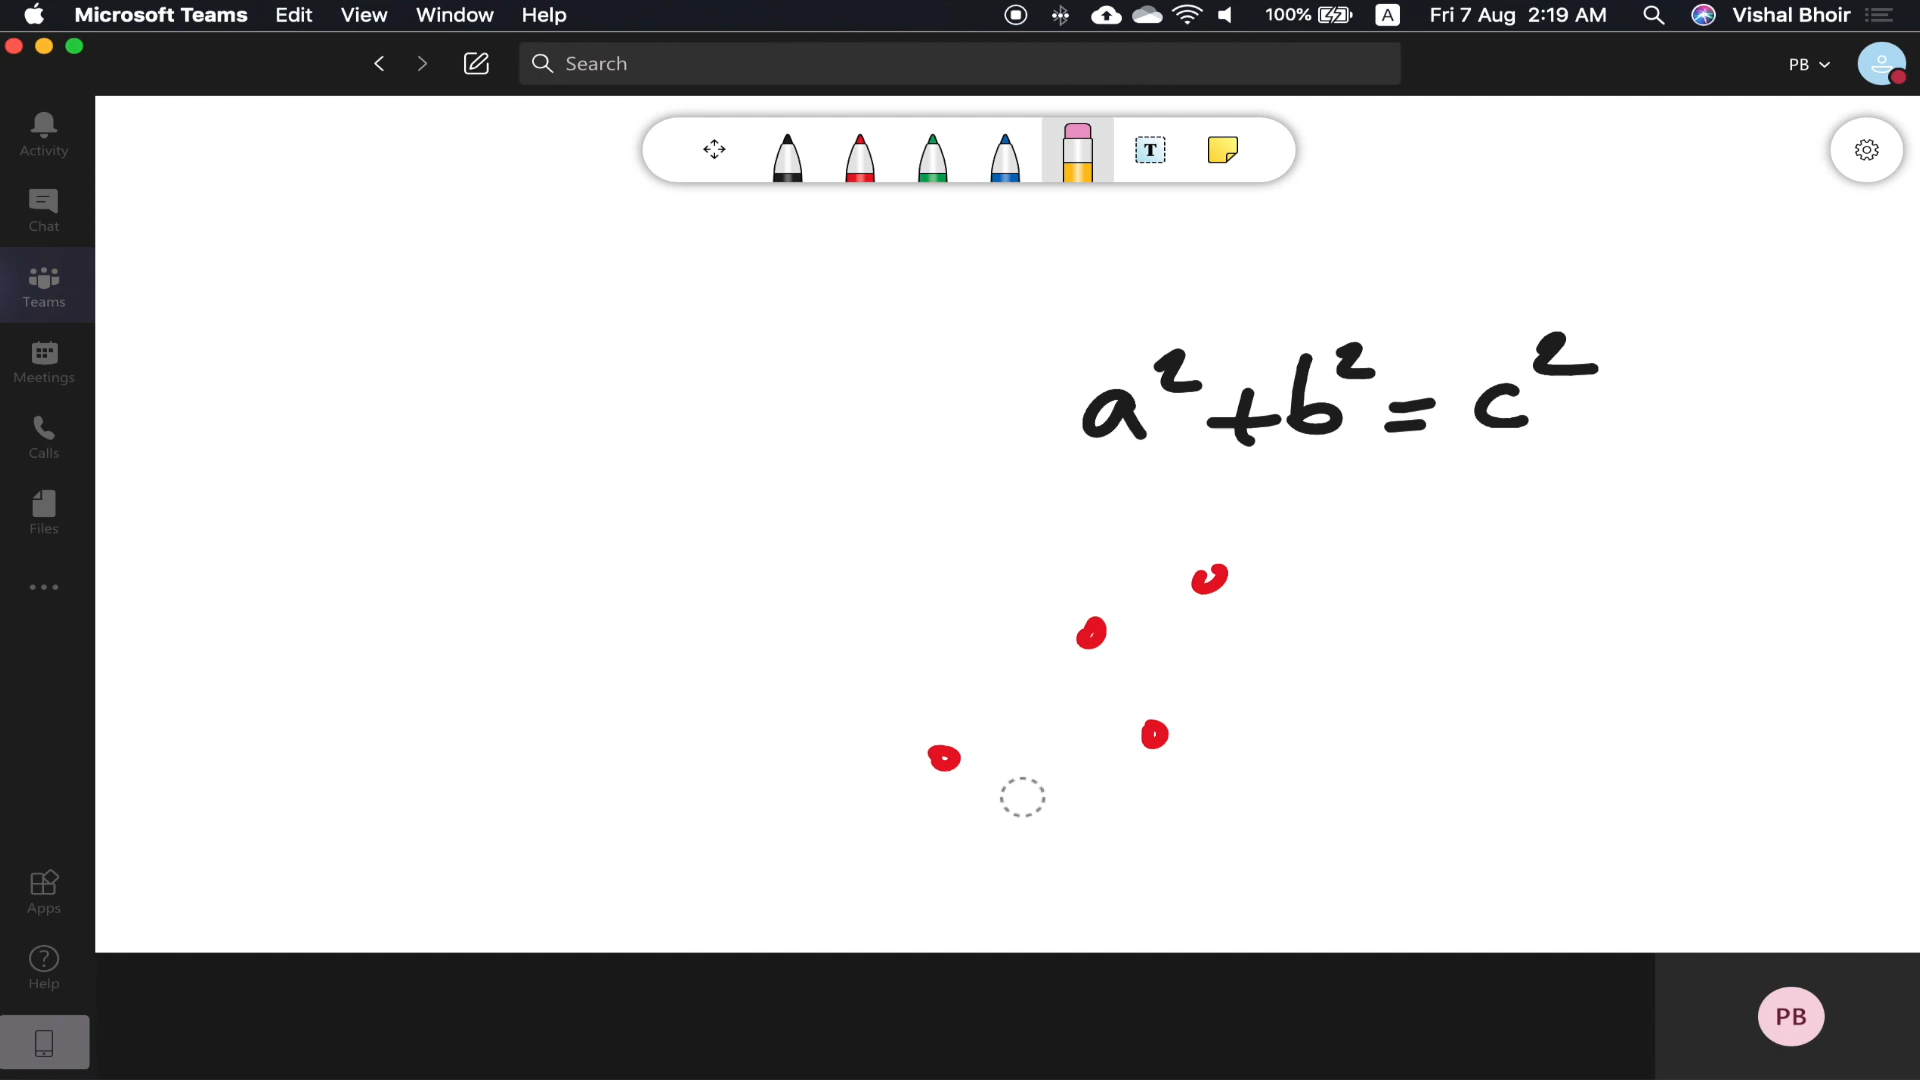 Microsoft Teams Edit View Window Help 100% A Fri 7 Aug 2:19 AM Vishal Bhoir
Search PB
Activity
Chat
Teams
Meetings
Calls
Files
Apps
Help
T
a²+b²=c²
PB